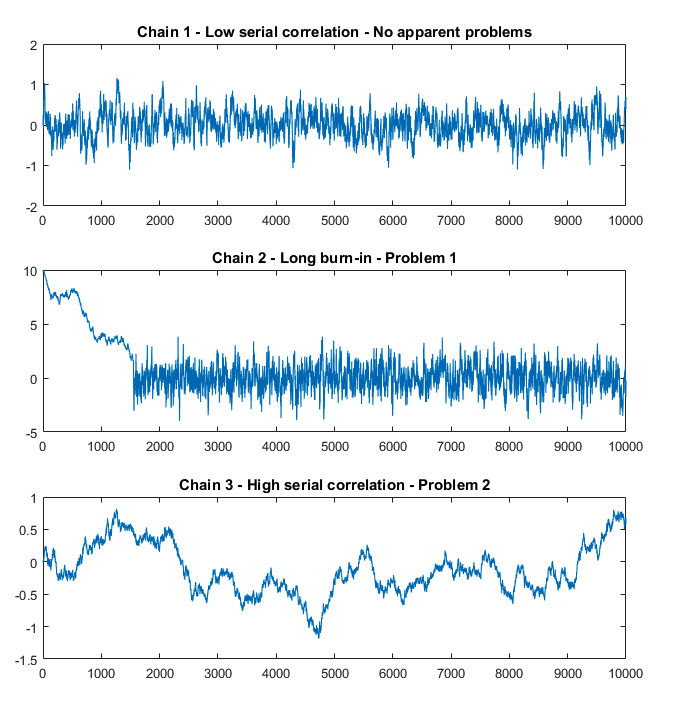 Chain 1 - Low serial correlation - No apparent problems
2
1
0
-1
-2
0 1000 2000 3000 4000 5000 6000 7000 8000 9000 10000
Chain 2 - Long burn-in - Problem 1
10
5
0
-5
0 1000 2000 3000 4000 5000 6000 7000 8000 9000 10000
Chain 3 - High serial correlation - Problem 2
1
0.5
0
-0.5
-1
-1.5
0 1000 2000 3000 4000 5000 6000 7000 8000 9000 10000